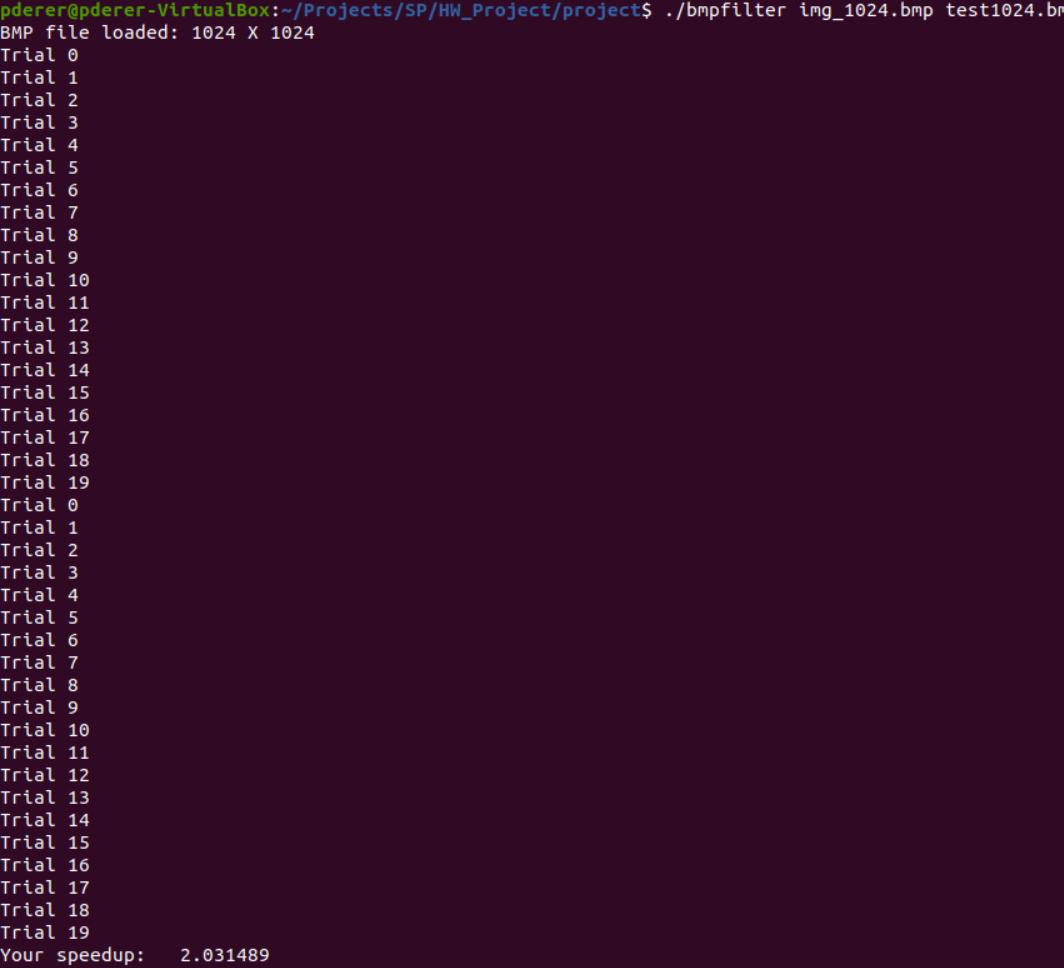 pderer@pderer-VirtualBox:~/Projects/SP/HW_Project/project$ ./bmpfilter img_1024.bmp test1024.bm
BMP file loaded: 1024 X 1024
Trial 0
Trial 1
Trial 2
Trial 3
Trial 4
Trial 5
Trial 6
Trial 7
Trial 8
Trial 9
Trial 10
Trial 11
Trial 12
Trial 13
Trial 14
Trial 15
Trial 16
Trial 17
Trial 18
Trial 19
Trial 0
Trial 1
Trial 2
Trial 3
Trial 4
Trial 5
Trial 6
Trial 7
Trial 8
Trial 9
Trial 10
Trial 11
Trial 12
Trial 13
Trial 14
Trial 15
Trial 16
Trial 17
Trial 18
Trial 19
Your speedup:   2.031489